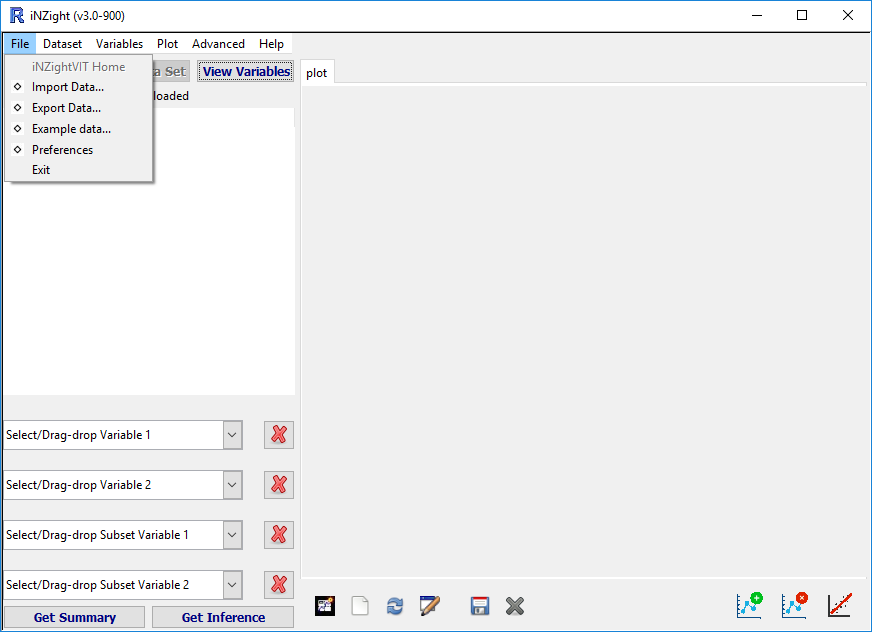 iNZight (v3.0-900)
File Dataset Variables Plot Advanced Help
iNZightVIT Home
Import Data...
Export Data...
Example data...
Preferences
Exit
Set View Variables
loaded
plot
Select/Drag-drop Variable 1
Select/Drag-drop Variable 2
Select/Drag-drop Subset Variable 1
Select/Drag-drop Subset Variable 2
Get Summary Get Inference